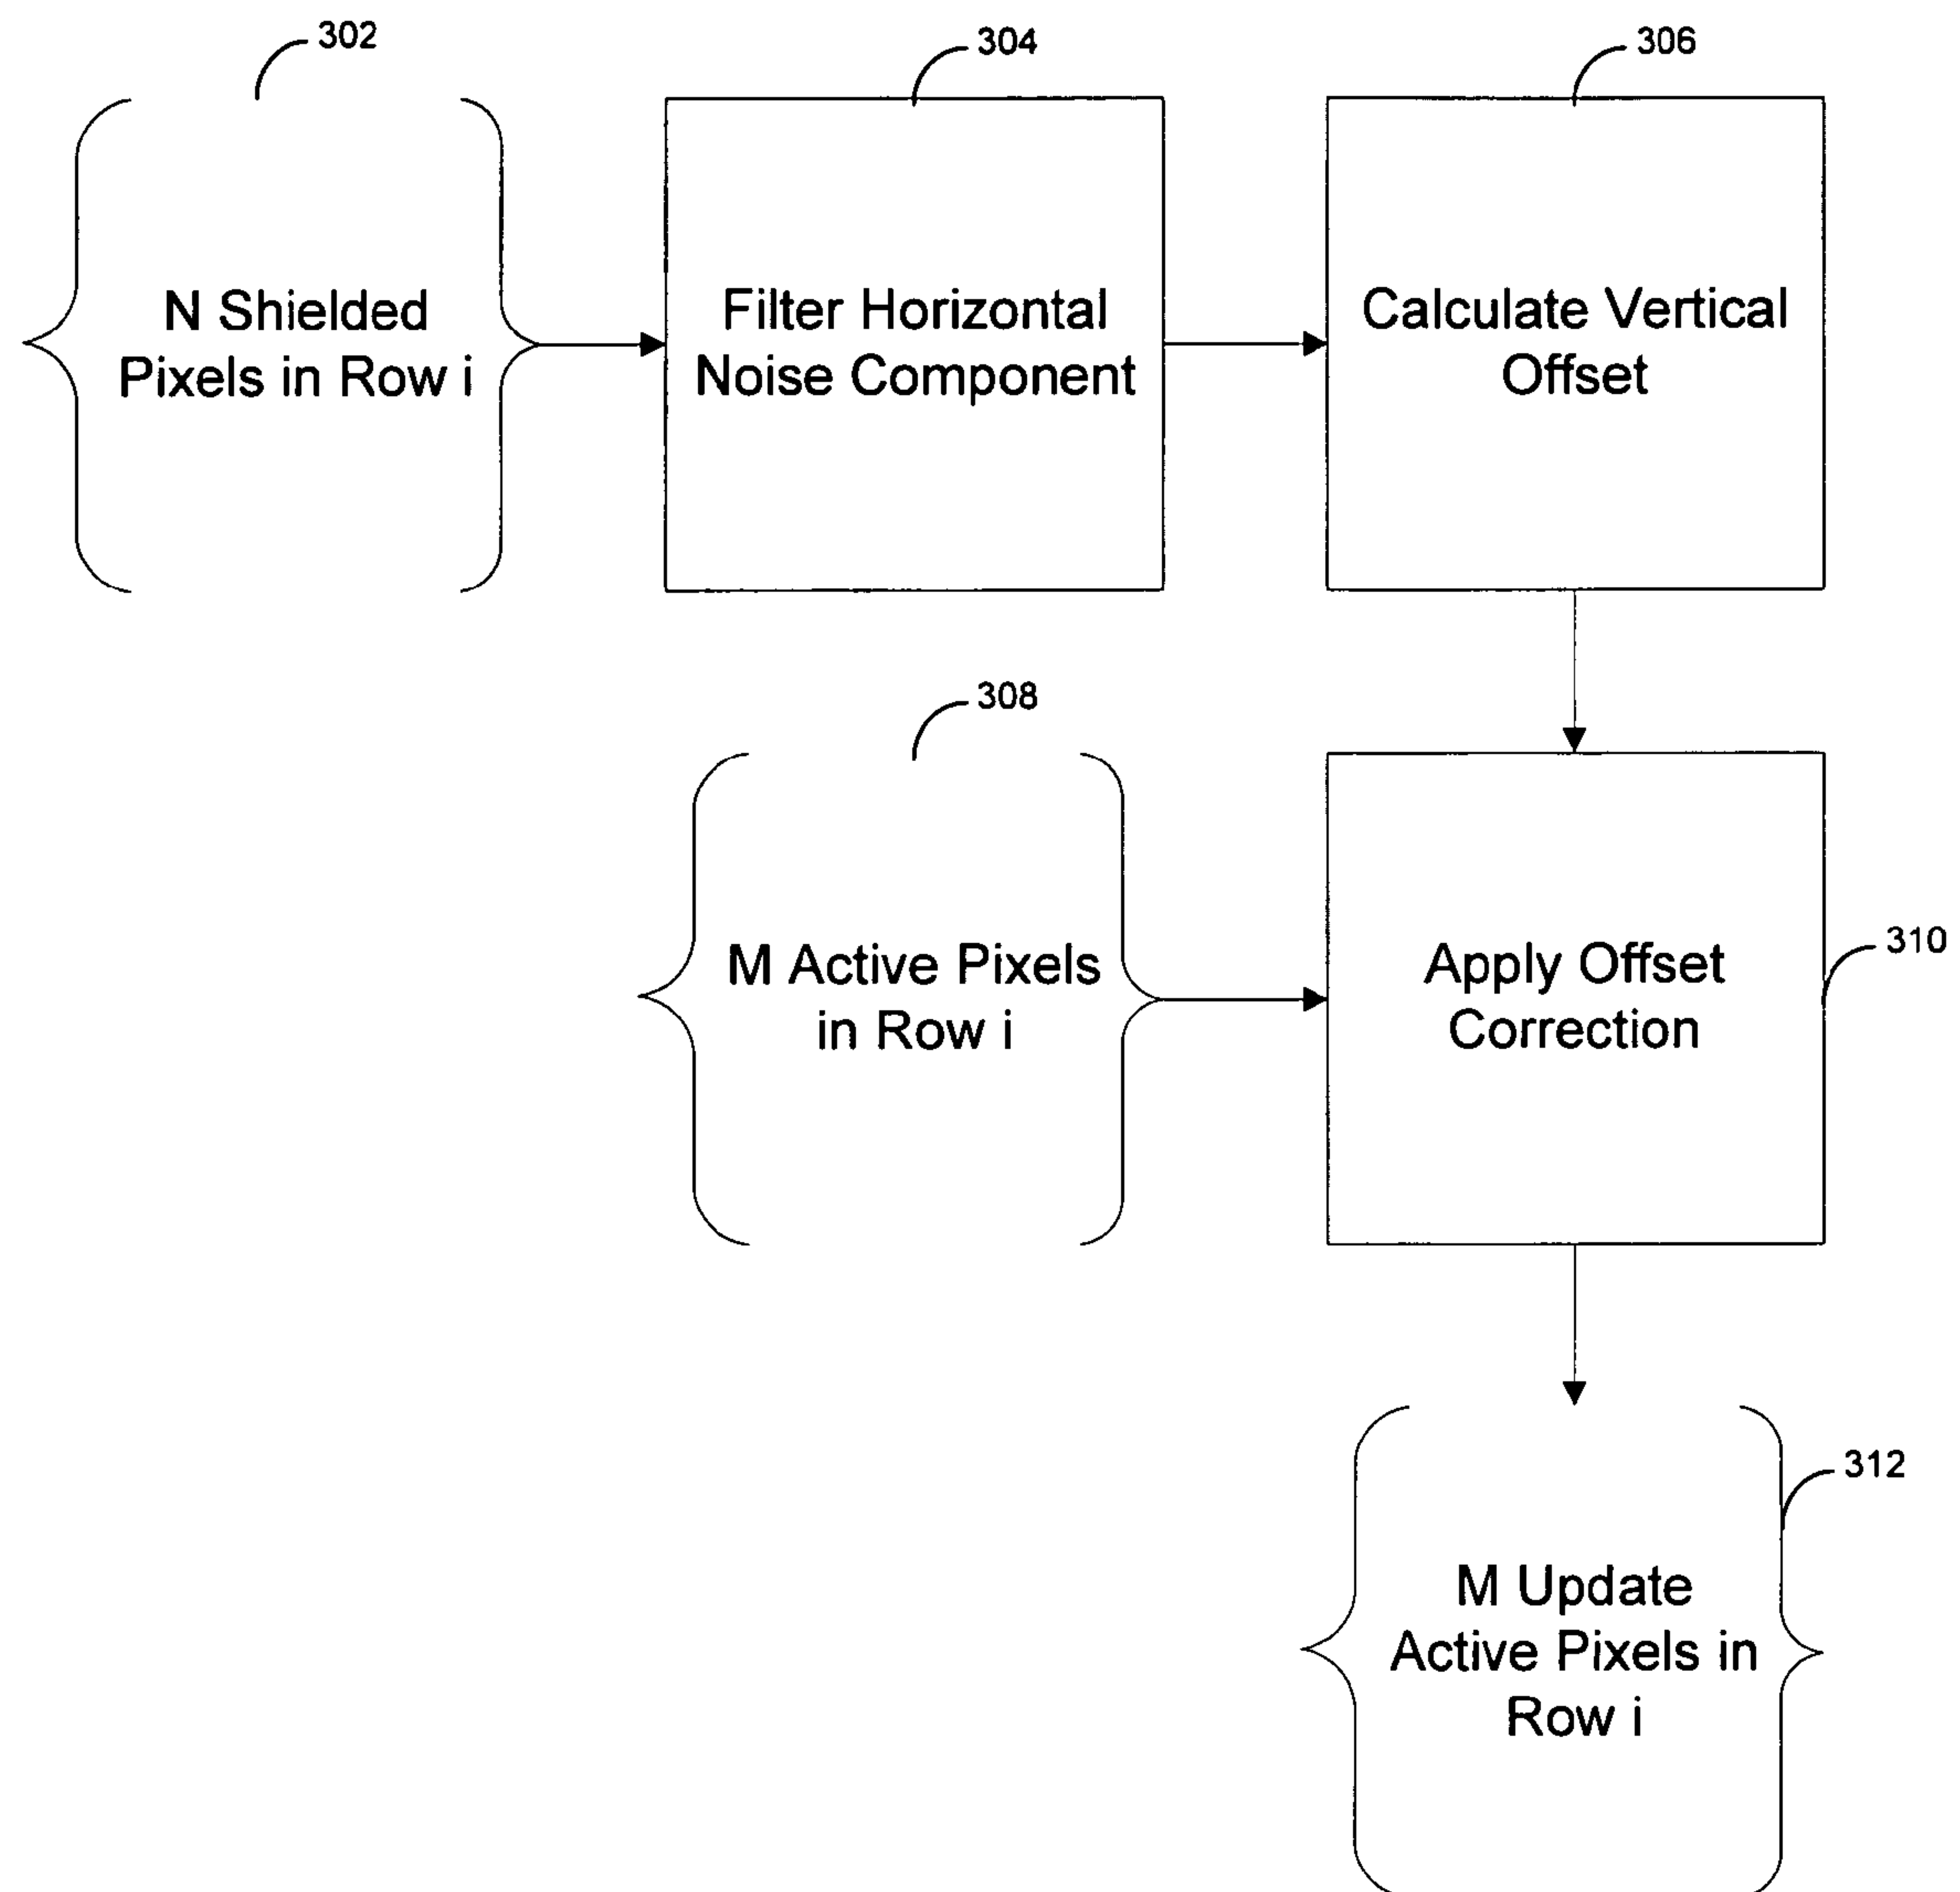 302
304
306
N Shielded
Pixels in Row i
Filter Horizontal
Noise Component
Calculate Vertical
Offset
308
M Active Pixels
in Row i
Apply Offset
Correction
310
312
M Update
Active Pixels in
Row i